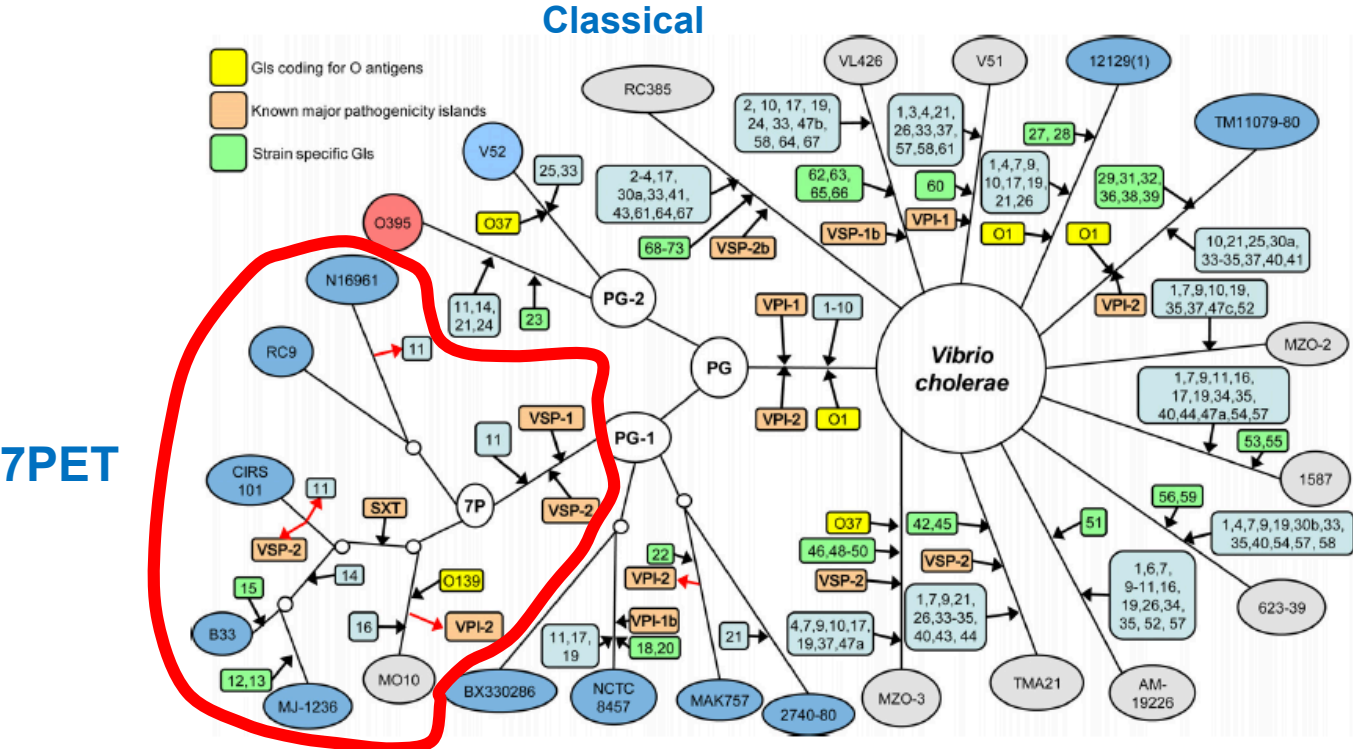 Classical
GIs coding for O antigens
Known major pathogenicity islands
Strain specific GIs
7PET
V52
25,33
O37
O395
11,14,
21,24
23
PG-2
N16961
11
RC9
CIRS
101
11
VSP-2
SXT
7P
11
VSP-1
VSP-2
15
14
B33
12,13
MJ-1236
O139
16
VPI-2
MO10
PG-1
PG
VPI-1
1-10
VPI-2
O1
Vibrio
cholerae
BX330286
11,17,
19
VPI-1b
18,20
NCTC
8457
22
VPI-2
MAK757
21
2740-80
RC385
2-4,17,
30a,33,41,
43,61,64,67
68-73
VSP-2b
VL426
2, 10, 17, 19,
24, 33, 47b,
58, 64, 67
62,63,
65,66
VSP-1b
V51
1,3,4,21,
26,33,37,
57,58,61
60
VPI-1
12129(1)
27, 28
1,4,7,9,
10,17,19,
21,26
O1
TM11079-80
29,31,32,
36,38,39
O1
10,21,25,30a,
33-35,37,40,41
VPI-2
1,7,9,10,19,
35,37,47c,52
MZO-2
1,7,9,11,16,
17,19,34,35,
40,44,47a,54,57
53,55
1587
56,59
1,4,7,9,19,30b,33,
35,40,54,57, 58
623-39
51
1,6,7,
9-11,16,
19,26,34,
35, 52, 57
AM-
19226
42,45
VSP-2
1,7,9,21,
26,33-35,
40,43, 44
TMA21
O37
46,48-50
VSP-2
4,7,9,10,17,
19,37,47a
MZO-3